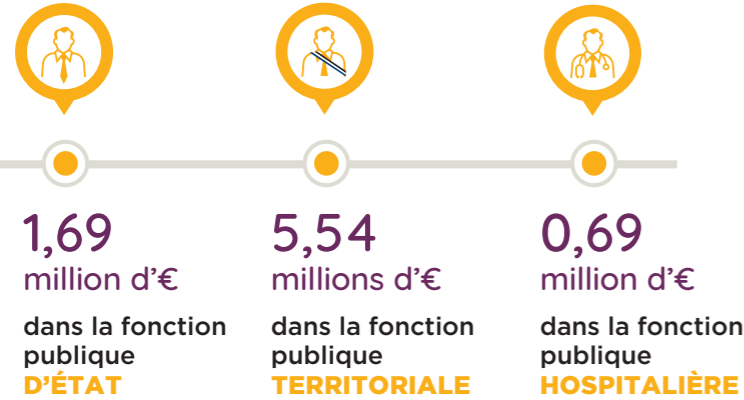 1,69
million d’€
dans la fonction
publique
D’ÉTAT
5,54
millions d’€
dans la fonction
publique
TERRITORIALE
0,69
million d’€
dans la fonction
publique
HOSPITALIÈRE